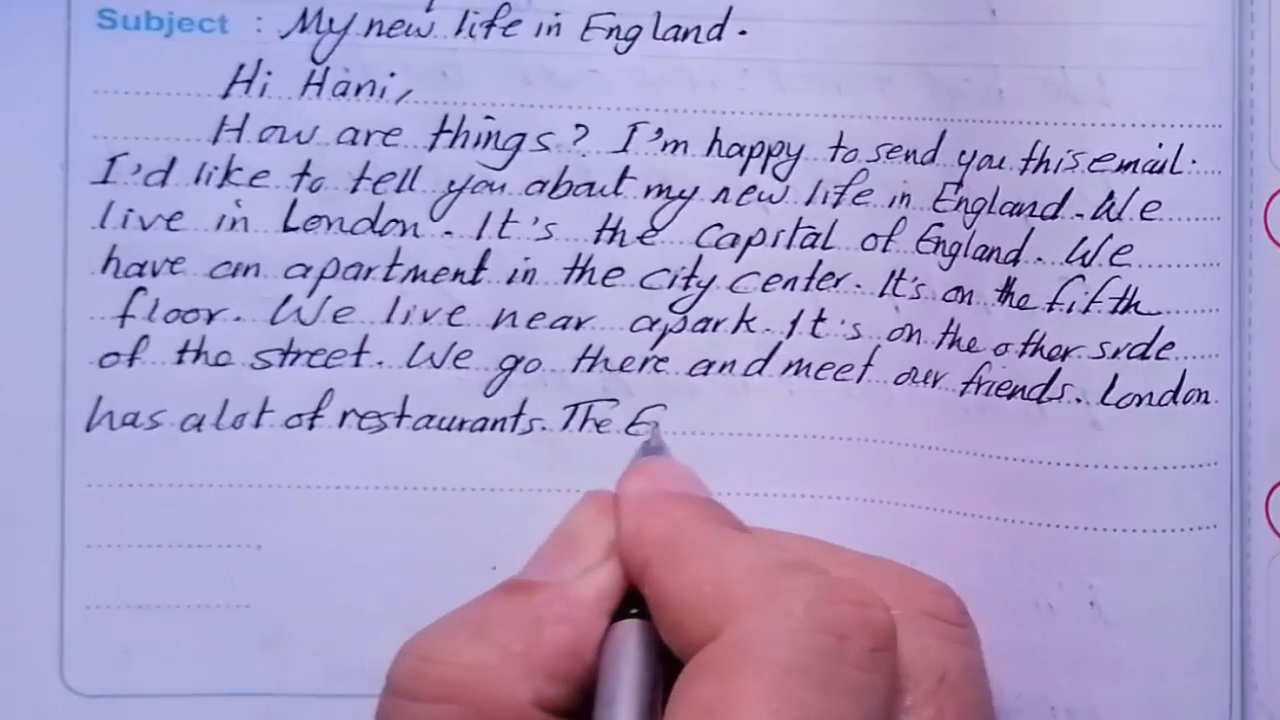 Subject : My new life in England.
Hi Hani,
How are things? I'm happy to send you this email.
I'd like to tell you about my new life in England. We
live in London. It's the capital of England. We
have an apartment in the city center. It's on the fifth
floor. We live near a park. It's on the other side
of the street. We go there and meet our friends. London
has a lot of restaurants. The E